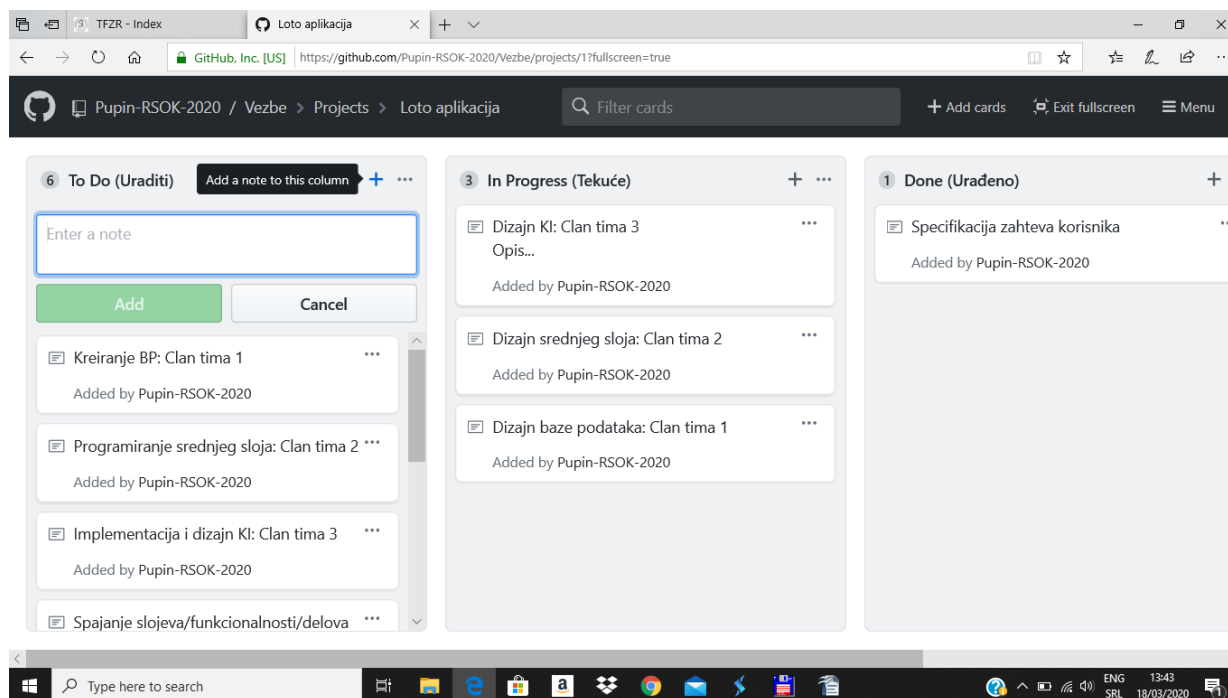 TFZR - Index
Loto aplikacija
GitHub, Inc. [US]
https://github.com/Pupin-RSOK-2020/Vezbe/projects/1?fullscreen=true
Pupin-RSOK-2020 / Vezbe > Projects > Loto aplikacija
Filter cards
Add cards
Exit fullscreen
Menu
6 To Do (Uraditi)
Add a note to this column
Enter a note
Add
Cancel
Kreiranje BP: Clan tima 1
Added by Pupin-RSOK-2020
Programiranje srednjeg sloja: Clan tima 2
Added by Pupin-RSOK-2020
Implementacija i dizajn KI: Clan tima 3
Added by Pupin-RSOK-2020
Spajanje slojeva/funkcionalnosti/delova
3 In Progress (Tekuće)
Dizajn KI: Clan tima 3
Opis...
Added by Pupin-RSOK-2020
Dizajn srednjeg sloja: Clan tima 2
Added by Pupin-RSOK-2020
Dizajn baze podataka: Clan tima 1
Added by Pupin-RSOK-2020
1 Done (Urađeno)
Specifikacija zahteva korisnika
Added by Pupin-RSOK-2020
Type here to search
ENG
SRL
13:43
18/03/2020